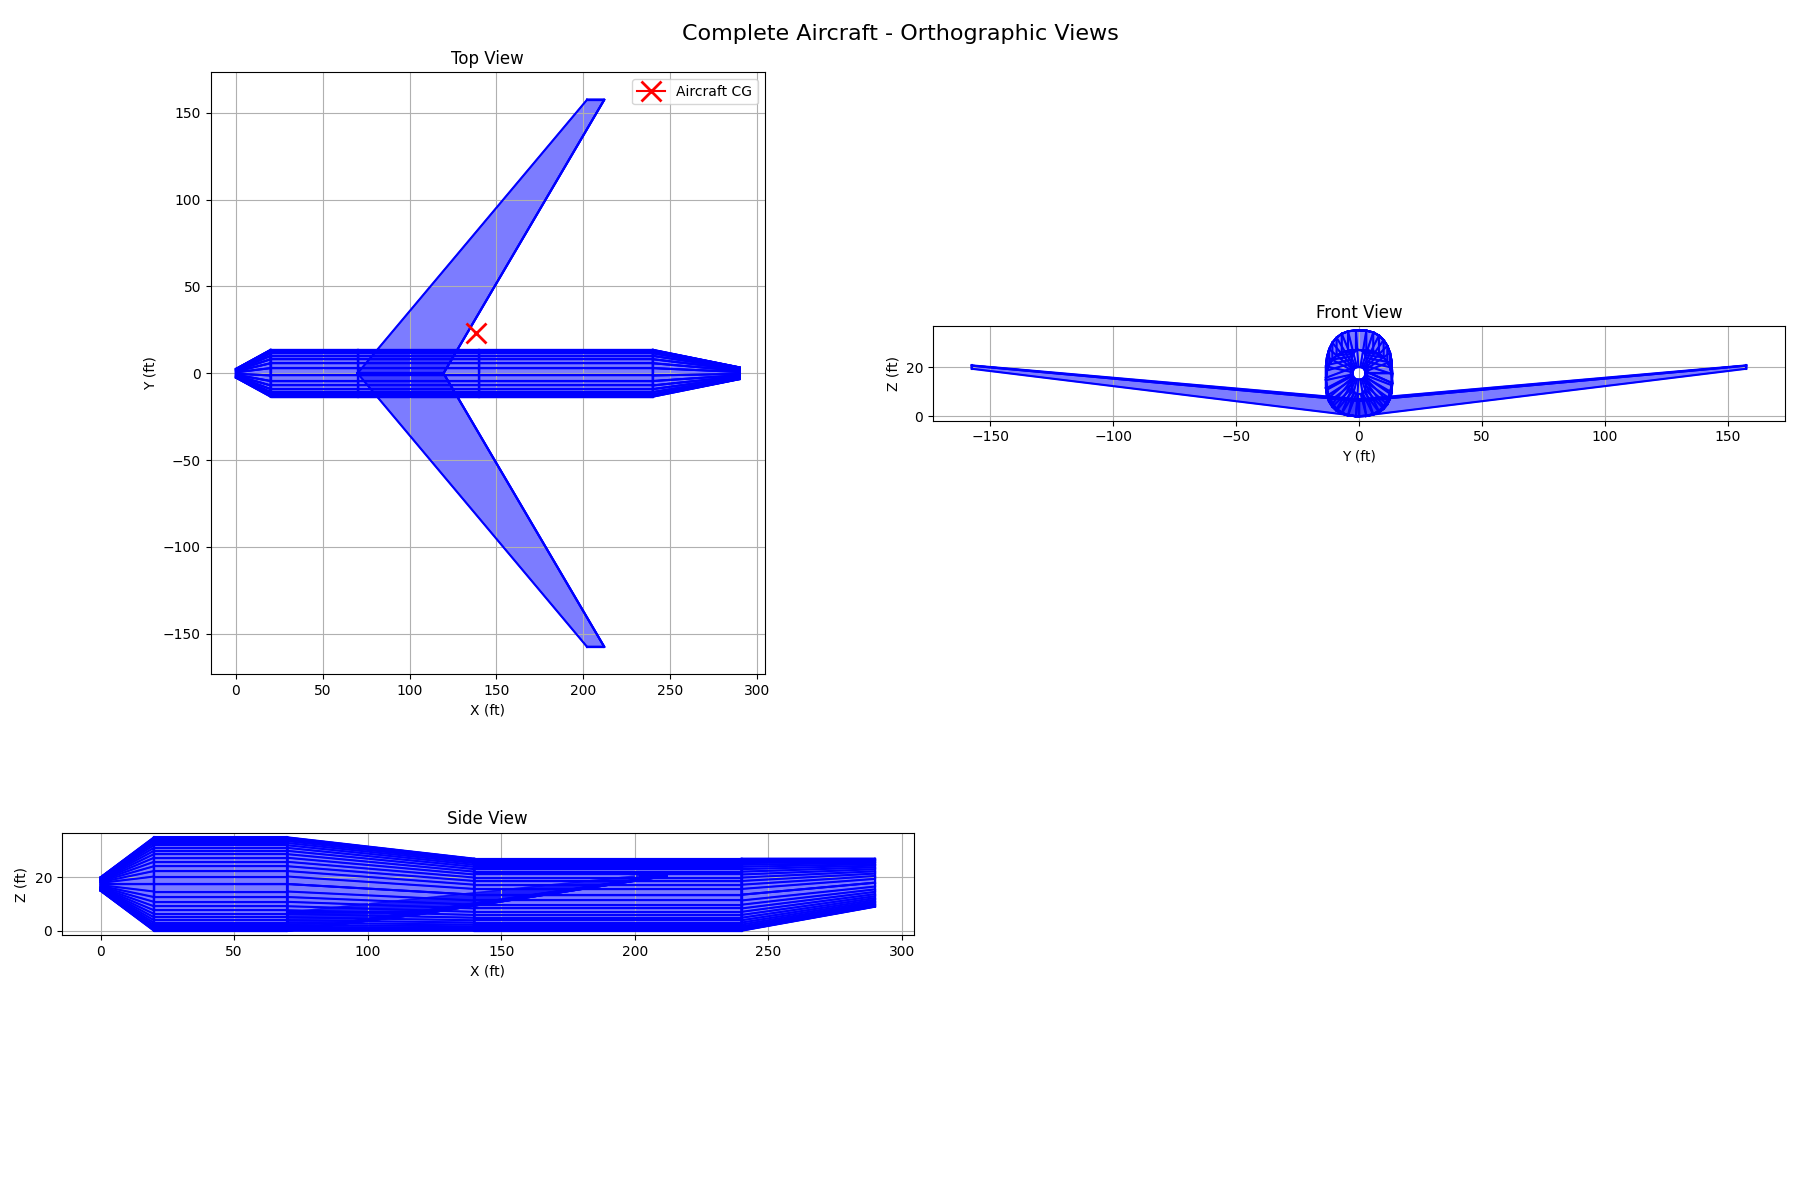 Complete Aircraft - Orthographic Views
Top View
Aircraft CG
150
100
50
0
−50
−100
−150
Y (ft)
0 50 100 150 200 250 300
X (ft)
Front View
20
0
Z (ft)
−150 −100 −50 0 50 100 150
Y (ft)
Side View
20
0
Z (ft)
0 50 100 150 200 250 300
X (ft)